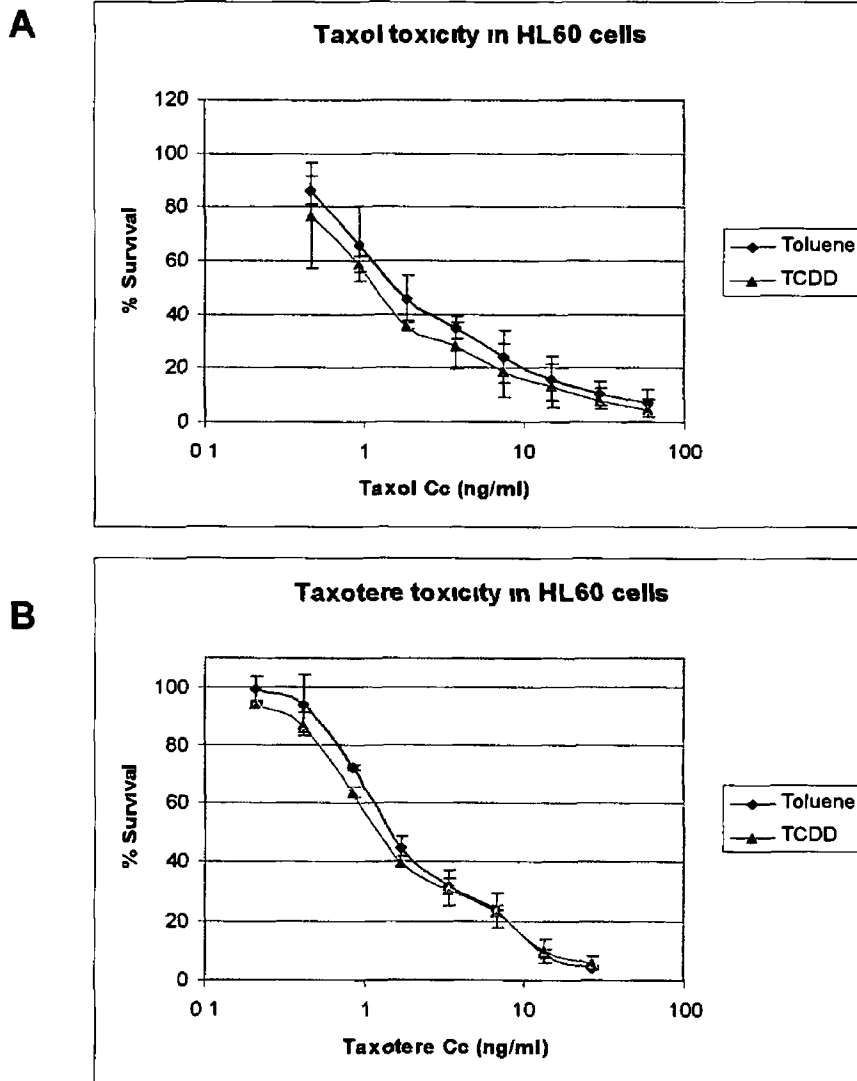 A
Taxol toxicity in HL60 cells
120
100
80
60
40
20
0
% Survival
0 1
1
10
100
Taxol Cc (ng/ml)
Toluene
TCDD
B
Taxotere toxicity in HL60 cells
100
80
60
40
20
0
% Survival
0 1
1
10
100
Taxotere Cc (ng/ml)
Toluene
TCDD